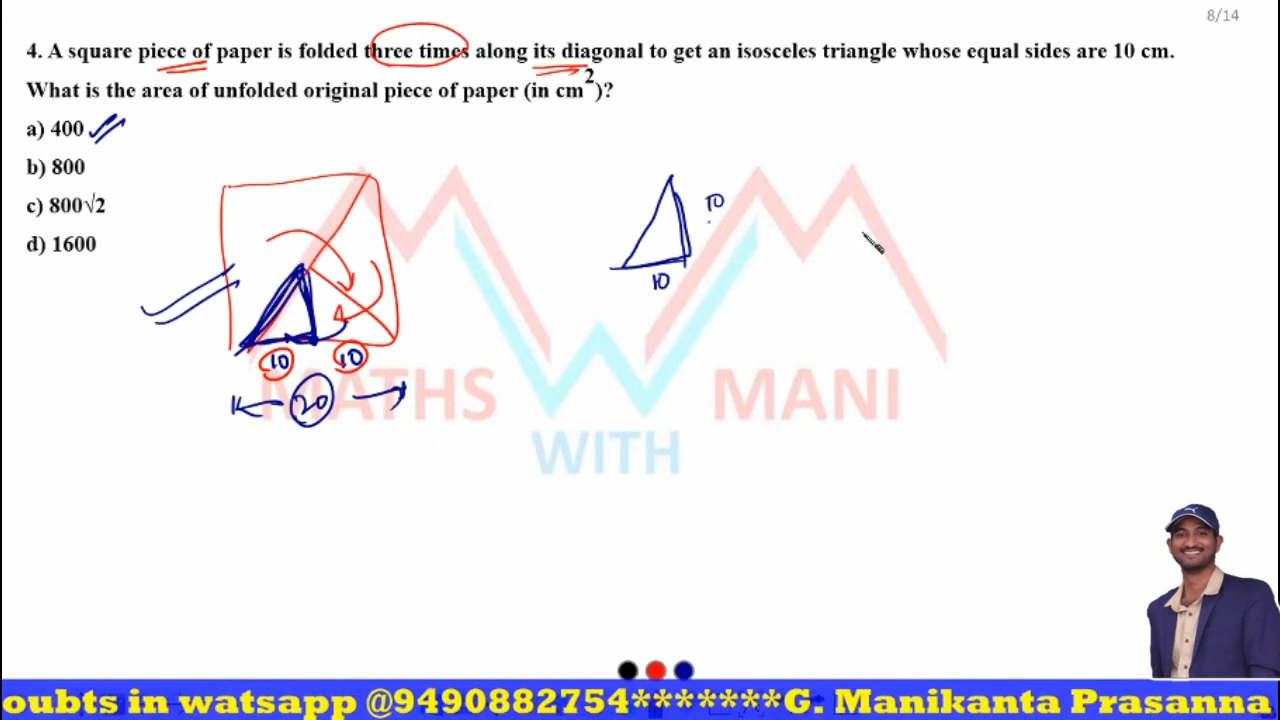 8/14
4. A square piece of paper is folded three times along its diagonal to get an isosceles triangle whose equal sides are 10 cm.
What is the area of unfolded original piece of paper (in cm²)?
a) 400
b) 800
c) 800√2
d) 1600
10
10
10 10
20
MATHS MANI
WITH
oubts in watsapp @9490882754*******G. Manikanta Prasanna